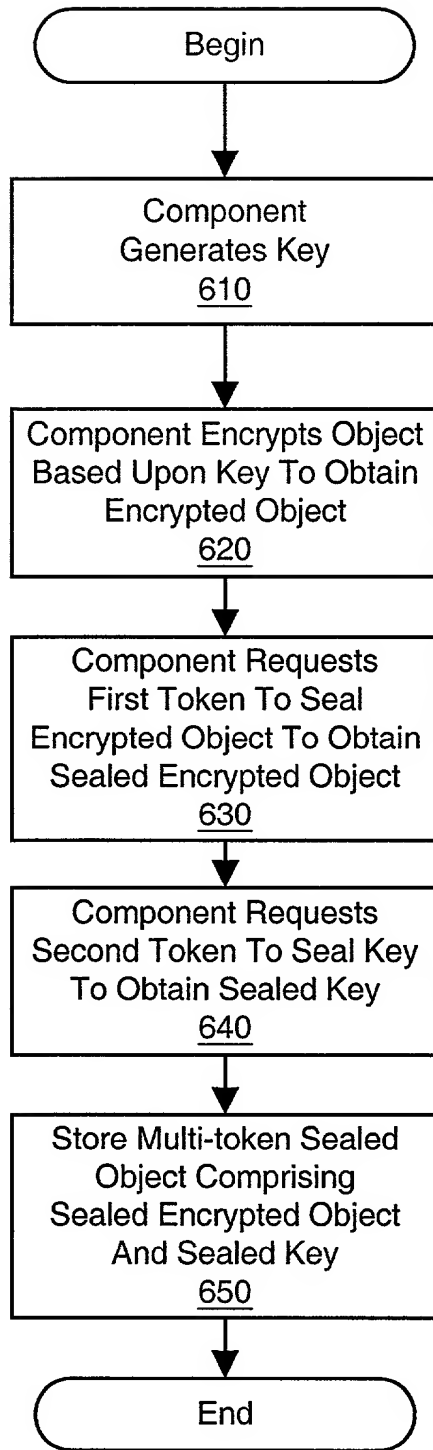 Begin
Component
Generates Key
610
Component Encrypts Object
Based Upon Key To Obtain
Encrypted Object
620
Component Requests
First Token To Seal
Encrypted Object To Obtain
Sealed Encrypted Object
630
Component Requests
Second Token To Seal Key
To Obtain Sealed Key
640
Store Multi-token Sealed
Object Comprising
Sealed Encrypted Object
And Sealed Key
650
End